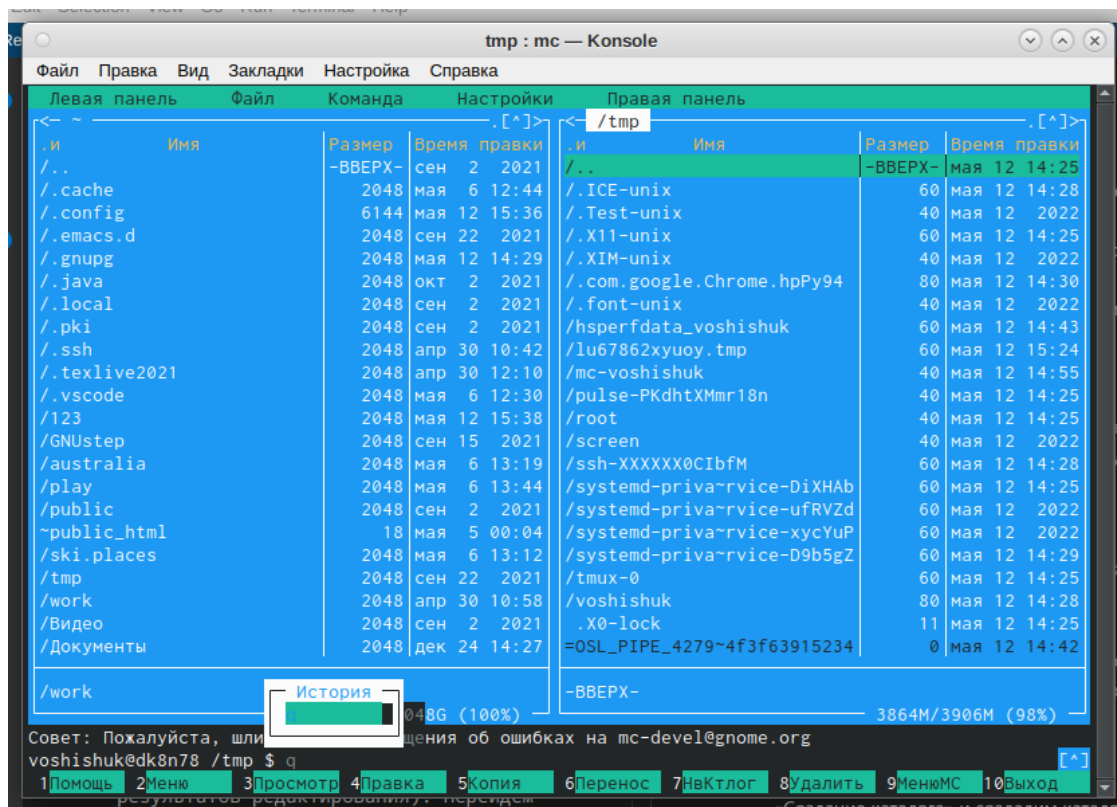 Edit Selection View Go Run Terminal Help
Re
tmp : mc — Konsole
Файл Правка Вид Закладки Настройка Справка
Левая панель Файл Команда Настройки Правая панель
<— ~ .[^]> <— /tmp .[^]>
.и Имя Размер Время правки .и Имя Размер Время правки
/.. -ВВЕРХ- сен 2 2021 /.. -ВВЕРХ- мая 12 14:25
/.cache 2048 мая 6 12:44 /.ICE-unix 60 мая 12 14:28
/.config 6144 мая 12 15:36 /.Test-unix 40 мая 12 2022
/.emacs.d 2048 сен 22 2021 /.X11-unix 60 мая 12 14:25
/.gnupg 2048 мая 12 14:29 /.XIM-unix 40 мая 12 2022
/.java 2048 окт 2 2021 /.com.google.Chrome.hpPy94 80 мая 12 14:30
/.local 2048 сен 2 2021 /.font-unix 40 мая 12 2022
/.pki 2048 сен 2 2021 /hsperfdata_voshishuk 60 мая 12 14:43
/.ssh 2048 апр 30 10:42 /lu67862xyuoy.tmp 60 мая 12 15:24
/.texlive2021 2048 апр 30 12:10 /mc-voshishuk 40 мая 12 14:55
/.vscode 2048 мая 6 12:30 /pulse-PKdhtXMmr18n 40 мая 12 14:25
/123 2048 мая 12 15:38 /root 40 мая 12 14:25
/GNUstep 2048 сен 15 2021 /screen 40 мая 12 2022
/australia 2048 мая 6 13:19 /ssh-XXXXXX0CIbfM 60 мая 12 14:28
/play 2048 мая 6 13:44 /systemd-priva~rvice-DiXHAb 60 мая 12 14:25
/public 2048 сен 2 2021 /systemd-priva~rvice-ufRVZd 60 мая 12 2022
~public_html 18 мая 5 00:04 /systemd-priva~rvice-xycYuP 60 мая 12 2022
/ski.places 2048 мая 6 13:12 /systemd-priva~rvice-D9b5gZ 60 мая 12 14:29
/tmp 2048 сен 22 2021 /tmux-0 60 мая 12 14:25
/work 2048 апр 30 10:58 /voshishuk 80 мая 12 14:28
/Видео 2048 сен 2 2021 .X0-lock 11 мая 12 14:25
/Документы 2048 дек 24 14:27 =OSL_PIPE_4279~4f3f63915234 0 мая 12 14:42
/work -ВВЕРХ-
История
q
048G (100%) 3864M/3906M (98%)
Совет: Пожалуйста, шли щения об ошибках на mc-devel@gnome.org
voshishuk@dk8n78 /tmp $ q [^]
1Помощь 2Меню 3Просмотр 4Правка 5Копия 6Перенос 7НвКтлог 8Удалить 9МенюМС 10Выход
результатов редактирования). Перейдем